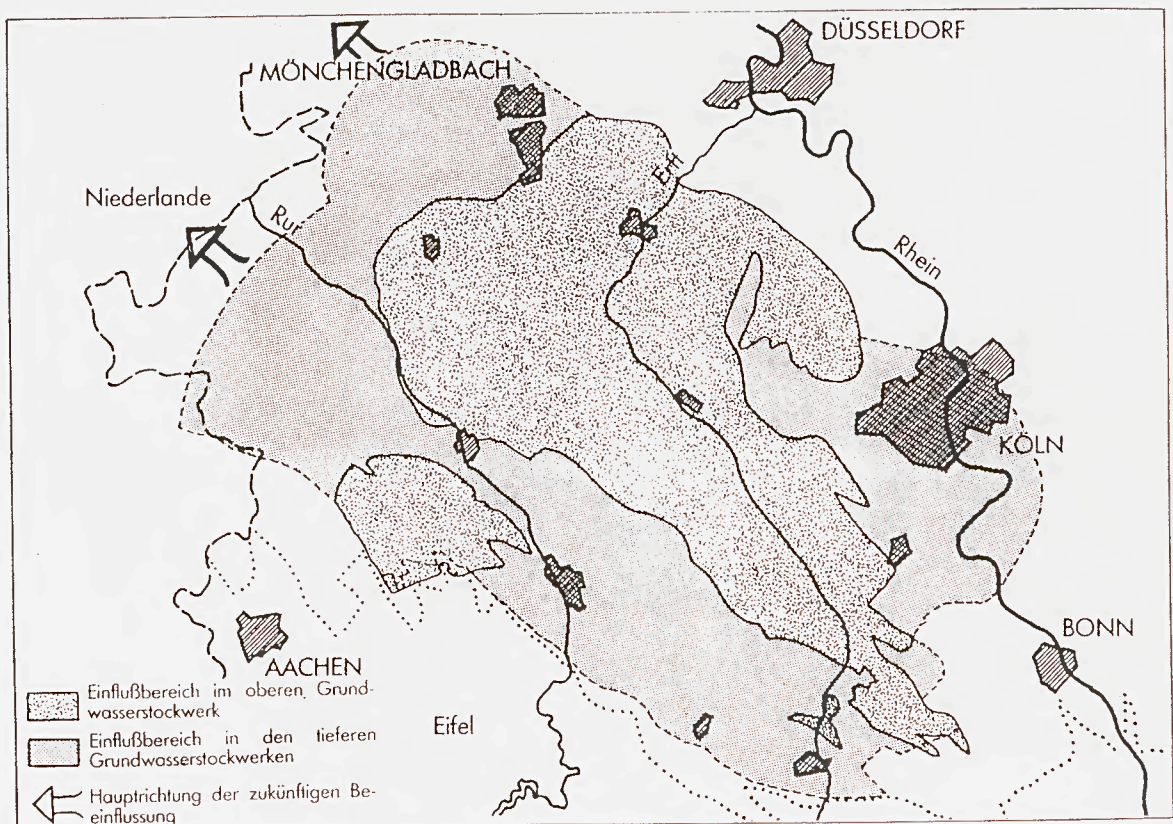 DÜSSELDORF
MÖNCHENGLADBACH
Niederlande
Rur
Erft
Rhein
KÖLN
BONN
AACHEN
Eifel
Einflußbereich im oberen Grund-
wasserstockwerk
Einflußbereich in den tieferen
Grundwasserstockwerken
Hauptrichtung der zukünftigen Be-
einflussung